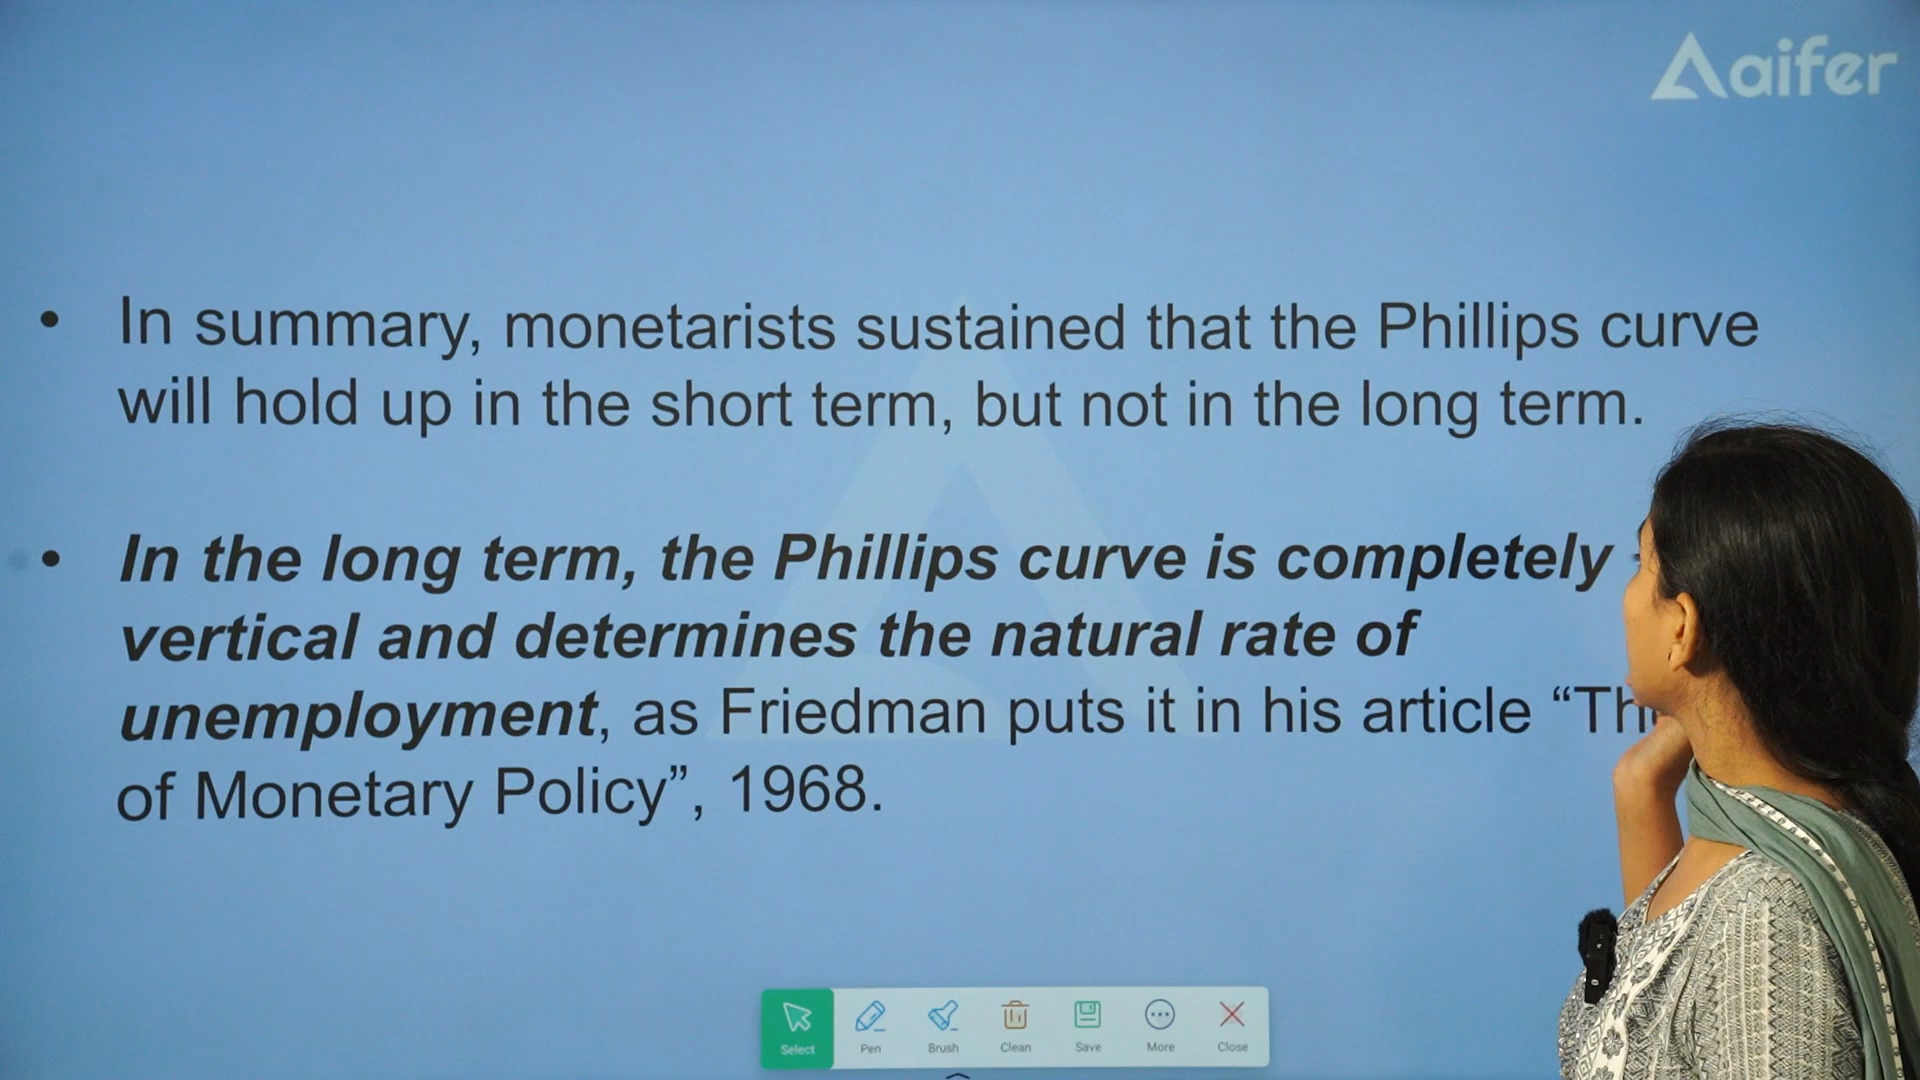 aifer
• In summary, monetarists sustained that the Phillips curve
will hold up in the short term, but not in the long term.
• In the long term, the Phillips curve is completely
vertical and determines the natural rate of
unemployment, as Friedman puts it in his article “Th
of Monetary Policy”, 1968.
Select Pen Brush Clean Save More Close